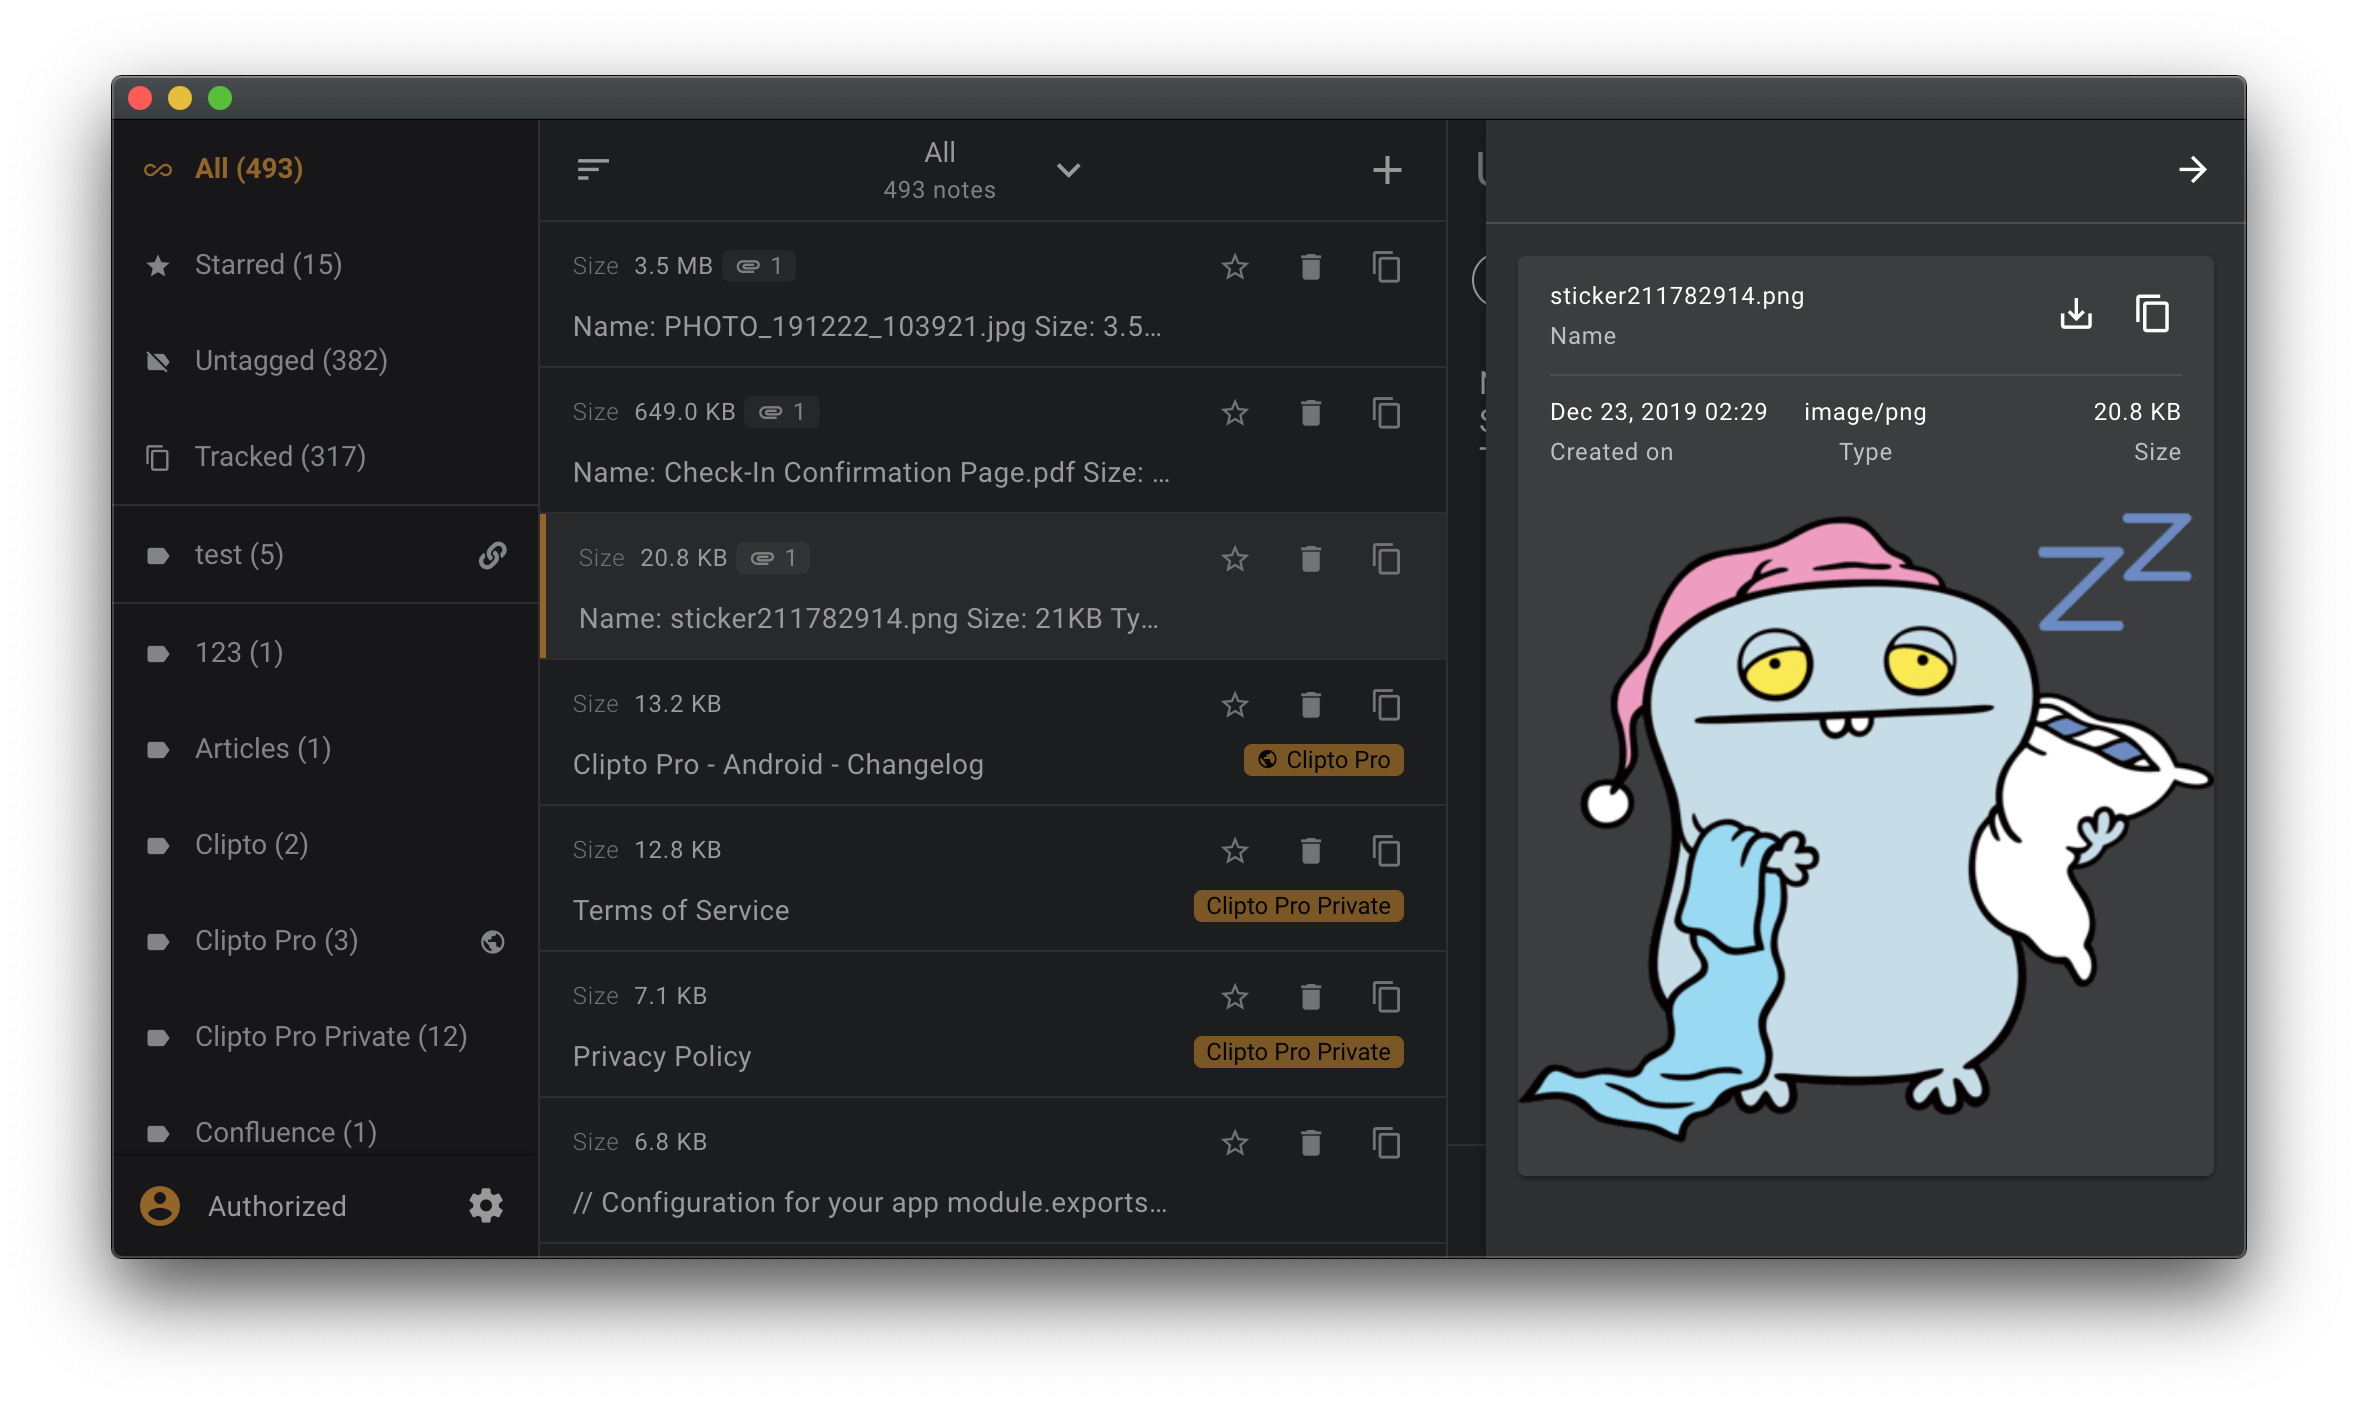 All (493)
Starred (15)
Untagged (382)
Tracked (317)
test (5)
123 (1)
Articles (1)
Clipto (2)
Clipto Pro (3)
Clipto Pro Private (12)
Confluence (1)
Authorized
All
493 notes
Size 3.5 MB 1
Name: PHOTO_191222_103921.jpg Size: 3.5...
Size 649.0 KB 1
Name: Check-In Confirmation Page.pdf Size: ...
Size 20.8 KB 1
Name: sticker211782914.png Size: 21KB Ty...
Size 13.2 KB
Clipto Pro - Android - Changelog
Clipto Pro
Size 12.8 KB
Terms of Service
Clipto Pro Private
Size 7.1 KB
Privacy Policy
Clipto Pro Private
Size 6.8 KB
// Configuration for your app module.exports...
sticker211782914.png
Name
Dec 23, 2019 02:29 image/png 20.8 KB
Created on Type Size
ZZ